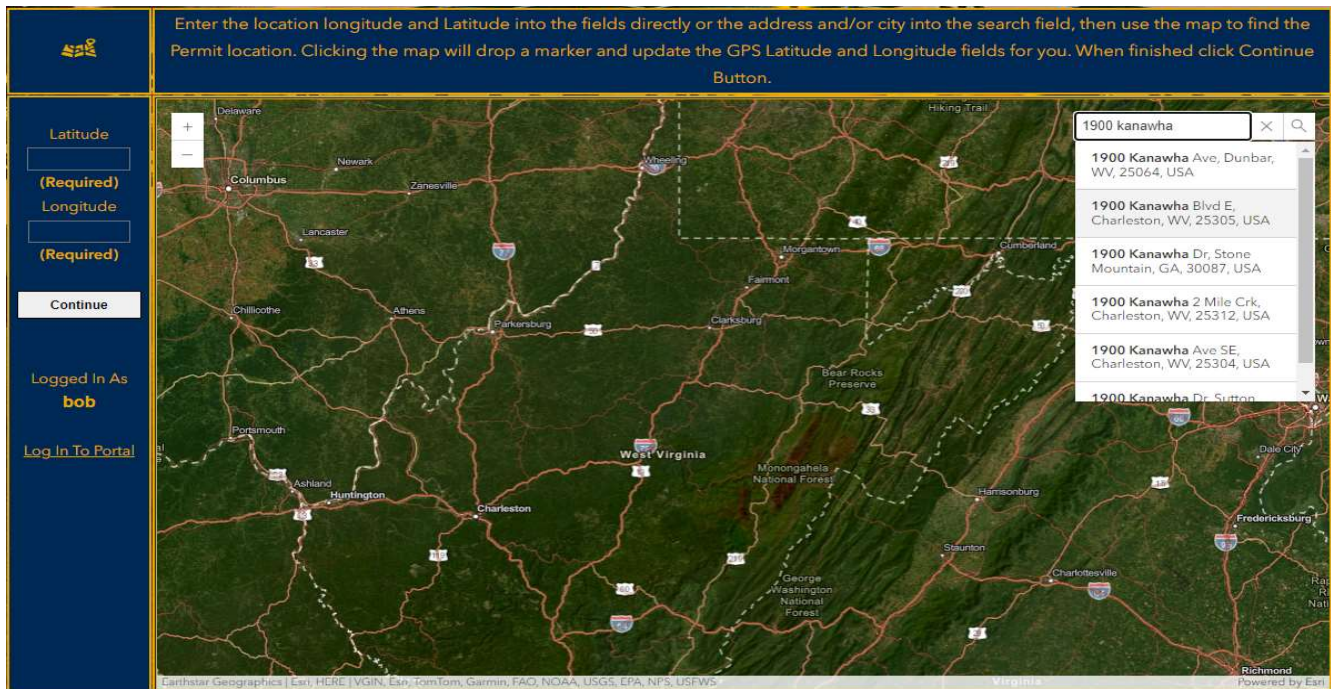 Enter the location longitude and Latitude into the fields directly or the address and/or city into the search field, then use the map to find the
Permit location. Clicking the map will drop a marker and update the GPS Latitude and Longitude fields for you. When finished click Continue
Button.
Latitude
(Required)
Longitude
(Required)
Continue
Logged In As
bob
Log In To Portal
+
−
1900 kanawha
1900 Kanawha Ave, Dunbar,
WV, 25064, USA
1900 Kanawha Blvd E,
Charleston, WV, 25305, USA
1900 Kanawha Dr, Stone
Mountain, GA, 30087, USA
1900 Kanawha 2 Mile Crk,
Charleston, WV, 25312, USA
1900 Kanawha Ave SE,
Charleston, WV, 25304, USA
1900 Kanawha Dr, Sutton
Delaware
Hiking Trail
Newark
Wheeling
Columbus
Zanesville
Lancaster
Morgantown
Cumberland
Fairmont
Chillicothe
Athens
Parkersburg
Clarksburg
Bear Rocks
Preserve
Portsmouth
West Virginia
Dale City
Monongahela
National Forest
Ashland
Huntington
Harrisonburg
Charleston
Fredericksburg
Staunton
Charlottesville
George
Washington
National
Forest
Richmond
Virginia
Earthstar Geographics | Esri, HERE | VGIN, Esri, TomTom, Garmin, FAO, NOAA, USGS, EPA, NPS, USFWS
Powered by Esri